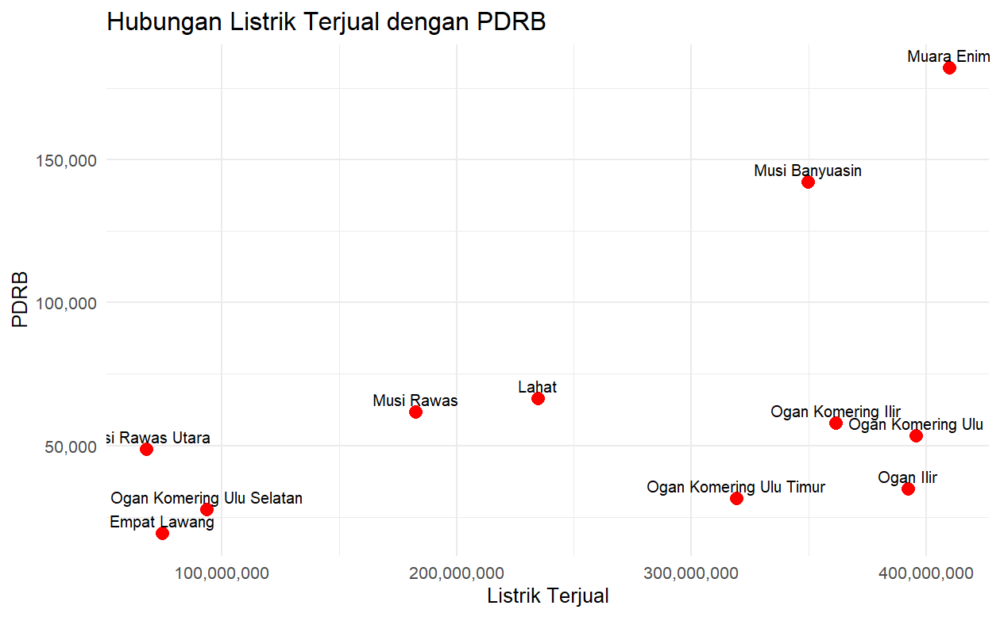 Hubungan Listrik Terjual dengan PDRB
Muara Enim
150,000
Musi Banyuasin
PDRB
100,000
Lahat
Musi Rawas
Ogan Komering Ilir
Ogan Komering Ulu
si Rawas Utara
50,000
Ogan Ilir
Ogan Komering Ulu Timur
Ogan Komering Ulu Selatan
Empat Lawang
100,000,000 200,000,000 300,000,000 400,000,000
Listrik Terjual